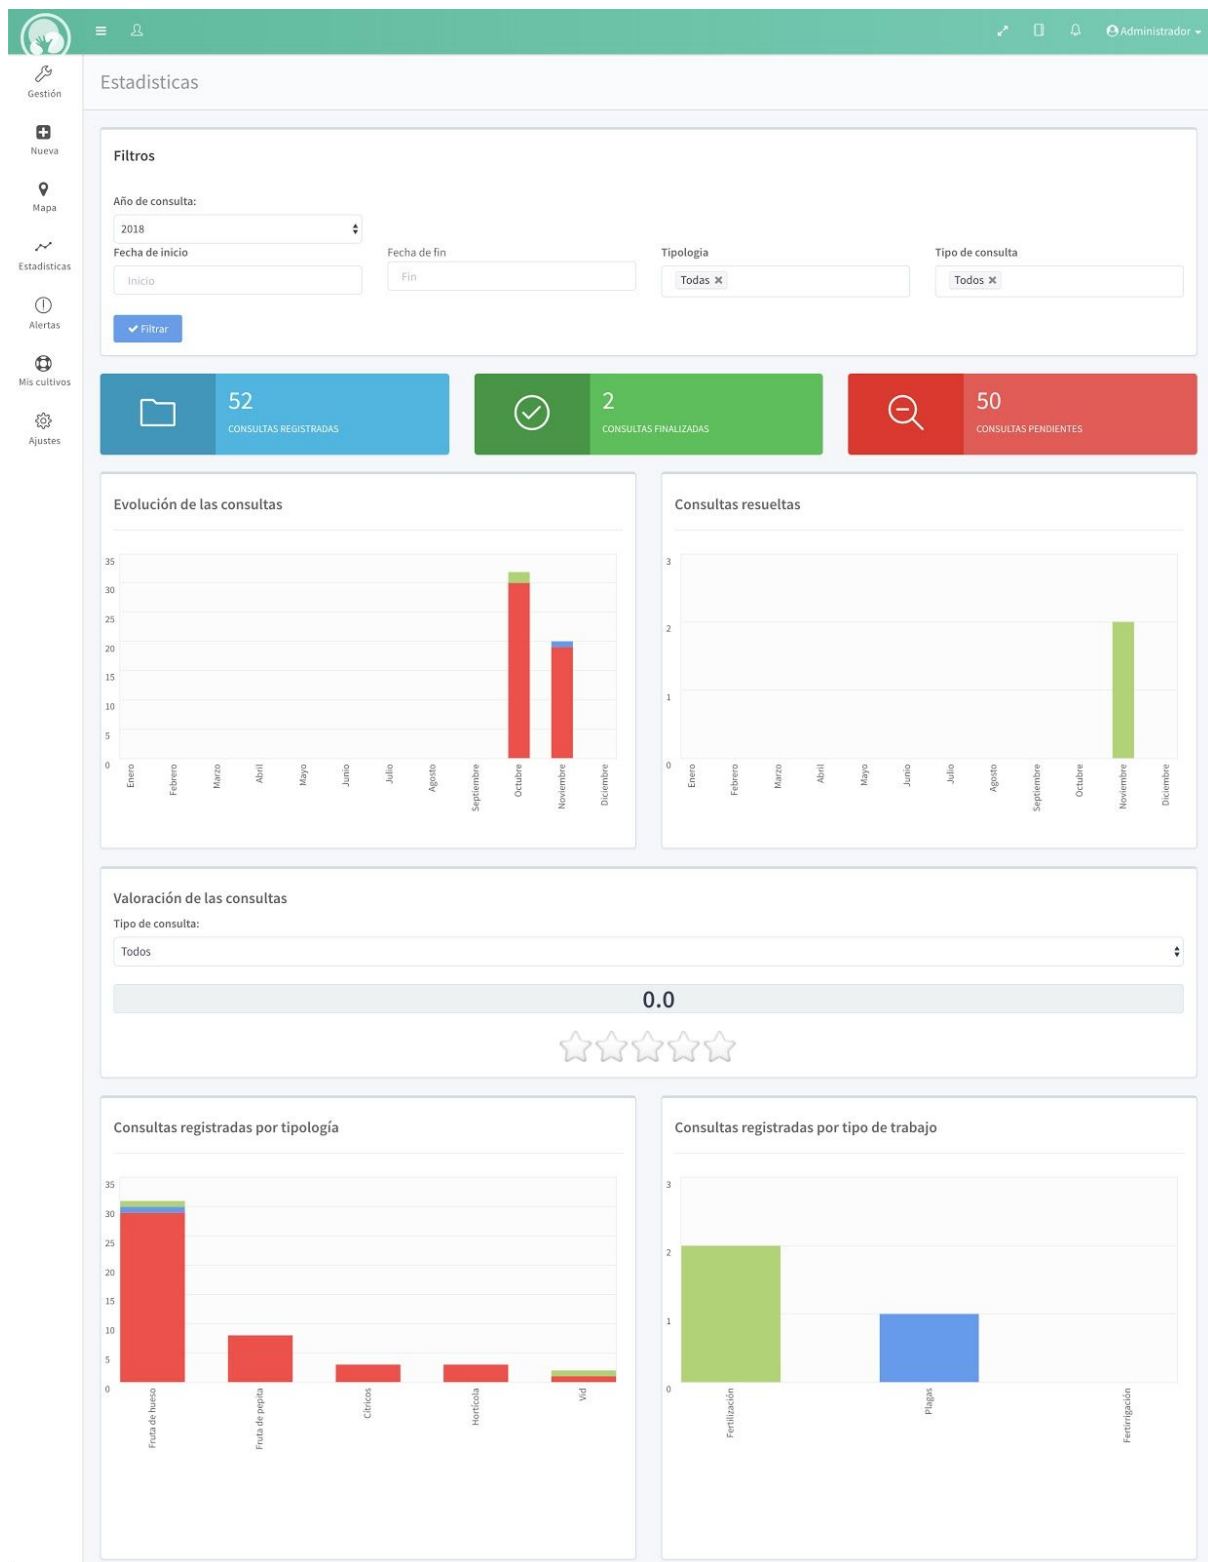 Administrador
Gestión
Estadisticas
Nueva
Filtros
Mapa
Año de consulta:
2018
Estadisticas
Fecha de inicio
Fecha de fin
Tipologia
Tipo de consulta
Inicio
Fin
Todas ×
Todos ×
Alertas
Filtrar
Mis cultivos
Ajustes
52
CONSULTAS REGISTRADAS
2
CONSULTAS FINALIZADAS
50
CONSULTAS PENDIENTES
Evolución de las consultas
35
30
25
20
15
10
5
0
Enero
Febrero
Marzo
Abril
Mayo
Junio
Julio
Agosto
Septiembre
Octubre
Noviembre
Diciembre
Consultas resueltas
3
2
1
0
Enero
Febrero
Marzo
Abril
Mayo
Junio
Julio
Agosto
Septiembre
Octubre
Noviembre
Diciembre
Valoración de las consultas
Tipo de consulta:
Todos
0.0
Consultas registradas por tipología
35
30
25
20
15
10
5
0
Fruta de hueso
Fruta de pepita
Cítricos
Hortícola
Vid
Consultas registradas por tipo de trabajo
3
2
1
0
Fertilización
Plagas
Fertirrigación